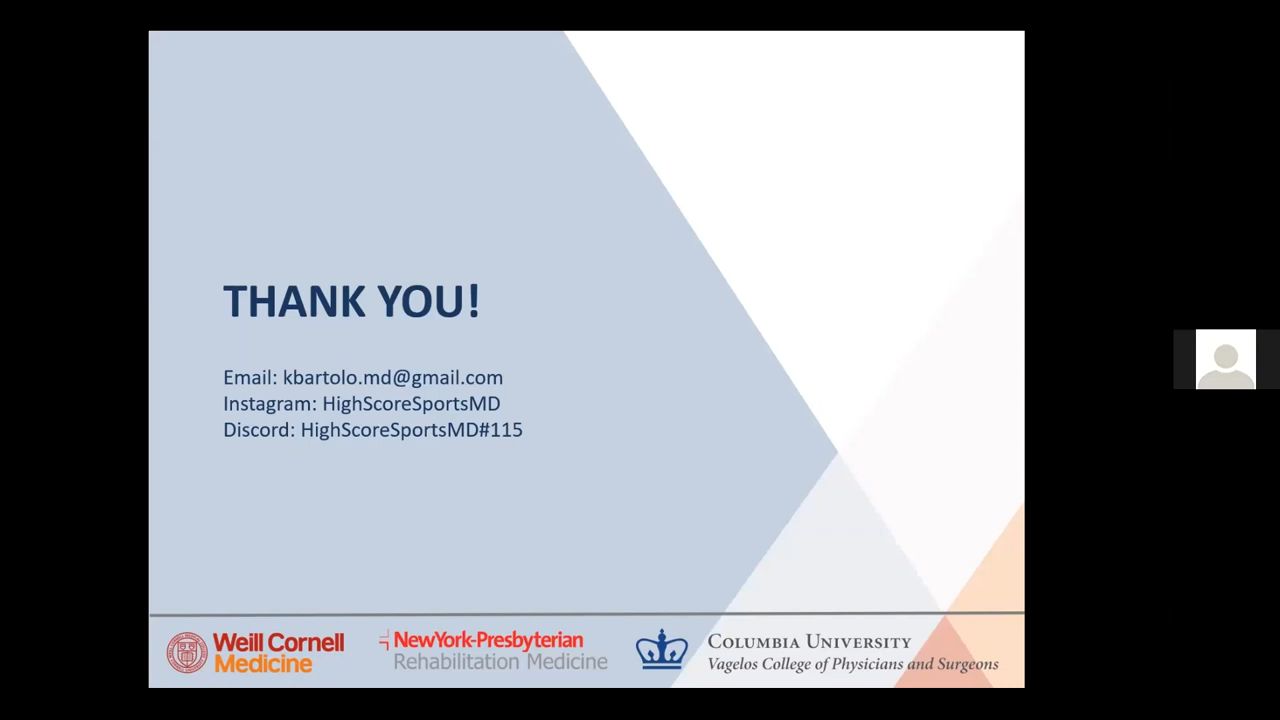 THANK YOU!
Email: kbartolo.md@gmail.com
Instagram: HighScoreSportsMD
Discord: HighScoreSportsMD#115
Weill Cornell
Medicine
NewYork-Presbyterian
Rehabilitation Medicine
COLUMBIA UNIVERSITY
Vagelos College of Physicians and Surgeons